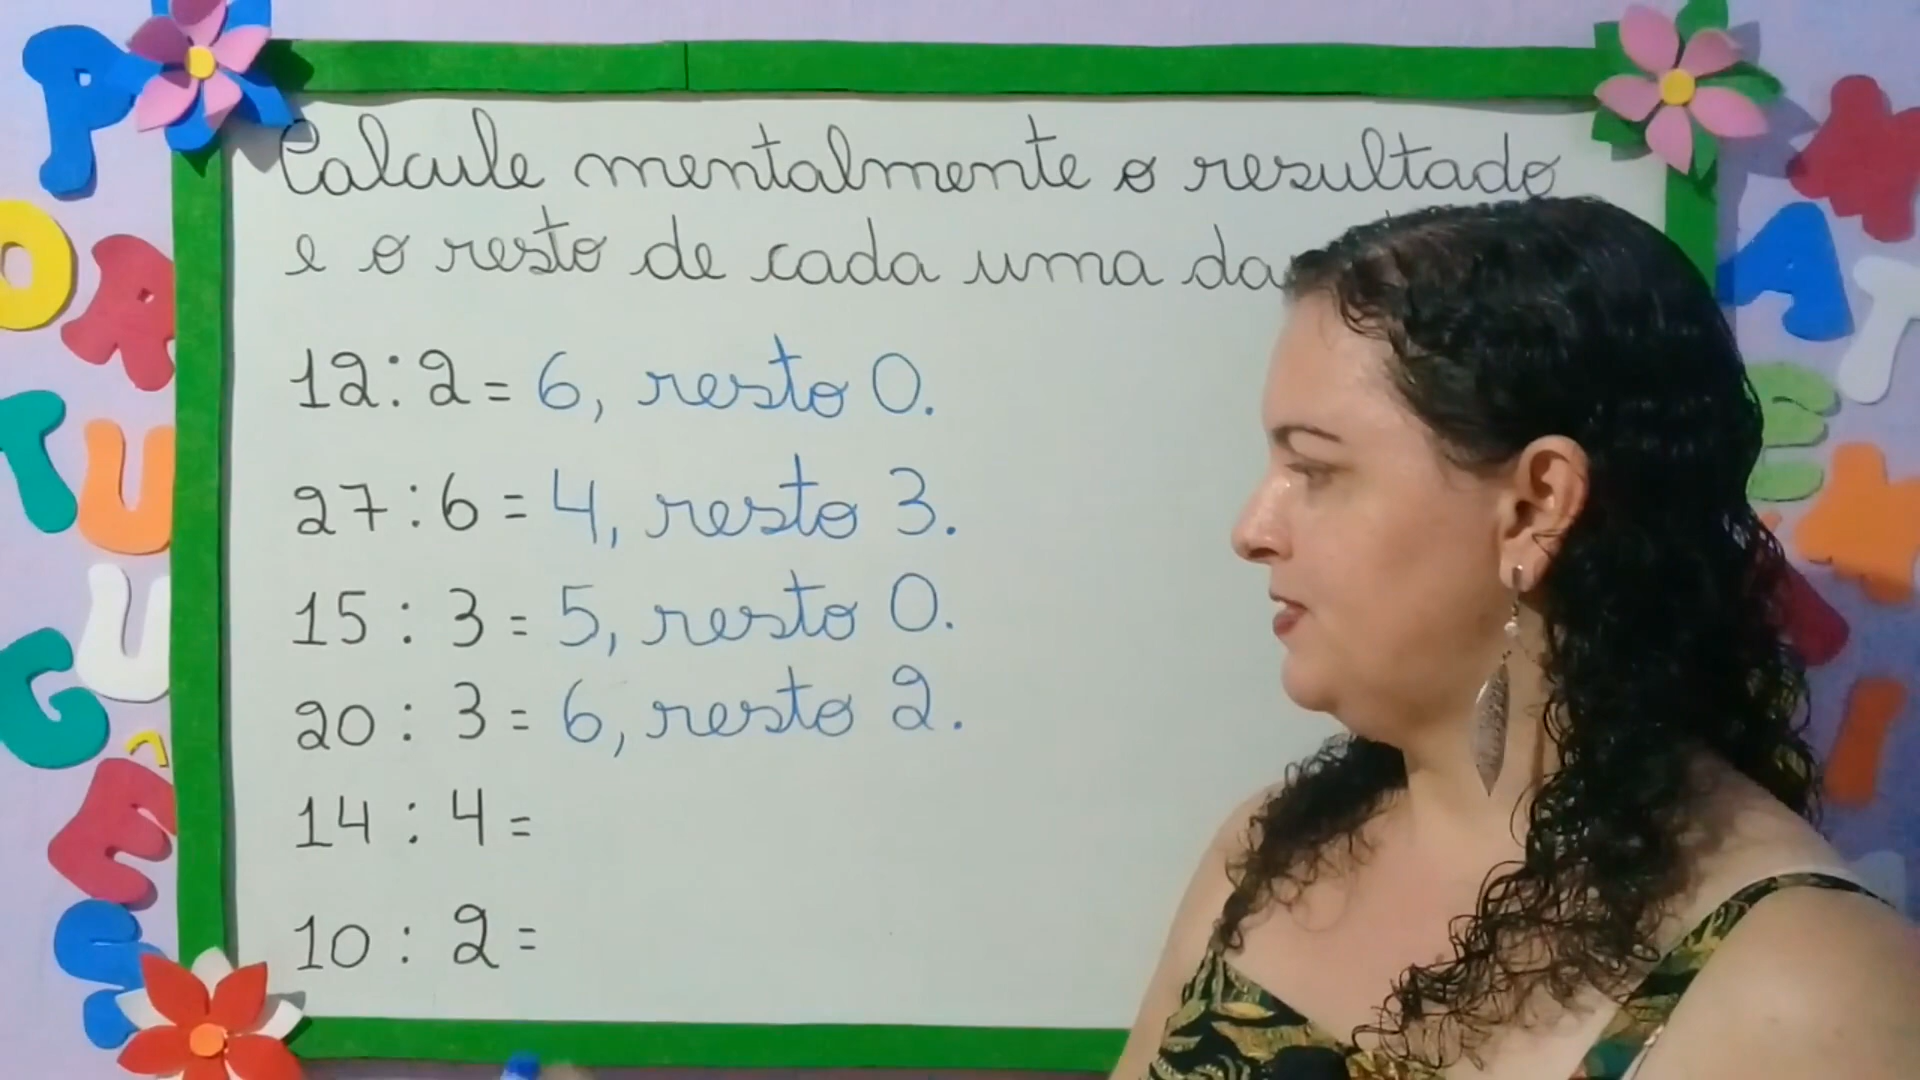 Calcule mentalmente o resultado
e o resto de cada uma
12:2 = 6, resto 0.
27:6 = 4, resto 3.
15 : 3 = 5, resto 0.
20 : 3 = 6, resto 2.
14 : 4 =
10 : 2 =
PORTUGUÊS